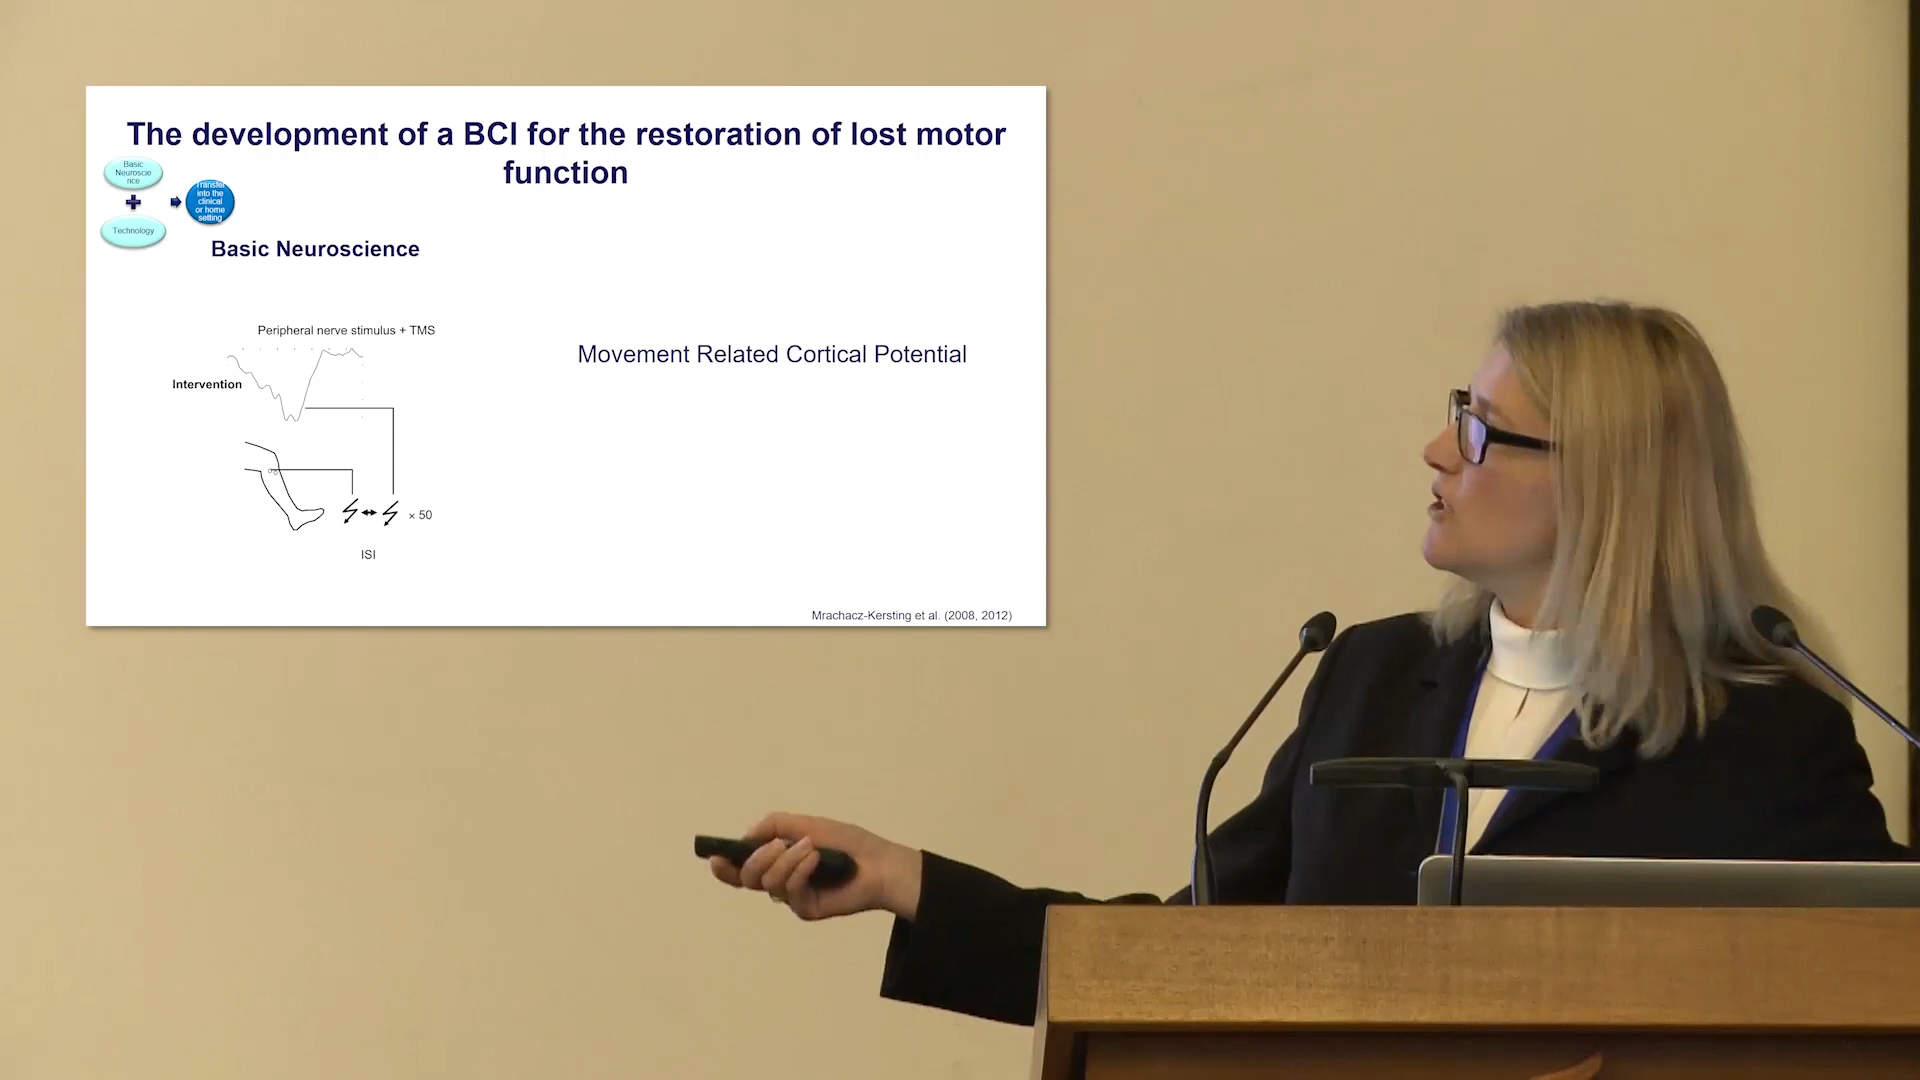 The development of a BCI for the restoration of lost motor
function
Basic
Neuroscie
nce
Transfer
into the
clinical
or home
setting
Technology
Basic Neuroscience
Peripheral nerve stimulus + TMS
Intervention
Movement Related Cortical Potential
× 50
ISI
Mrachacz-Kersting et al. (2008, 2012)